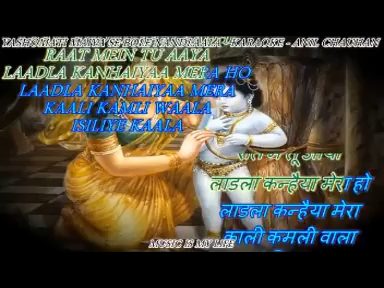 YASHOMATI MAIYA SE BOLE NANDLALA - KARAOKE - ANIL CHAUHAN
RAAT MEIN TU AAYA
LAADLA KANHAIYAA MERA HO
LAADLA KANHAIYAA MERA
KAALI KAMLI WAALA
ISILIYE KAALA
लाडला कन्हैया मेरा हो
लाडला कन्हैया मेरा
काली कमली वाला
MUSIC IS MY LIFE